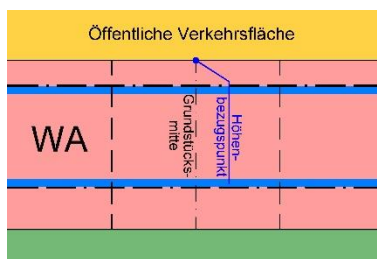 Öffentliche Verkehrsfläche
WA
Grundstücks-
mitte
Höhen-
bezugspunkt